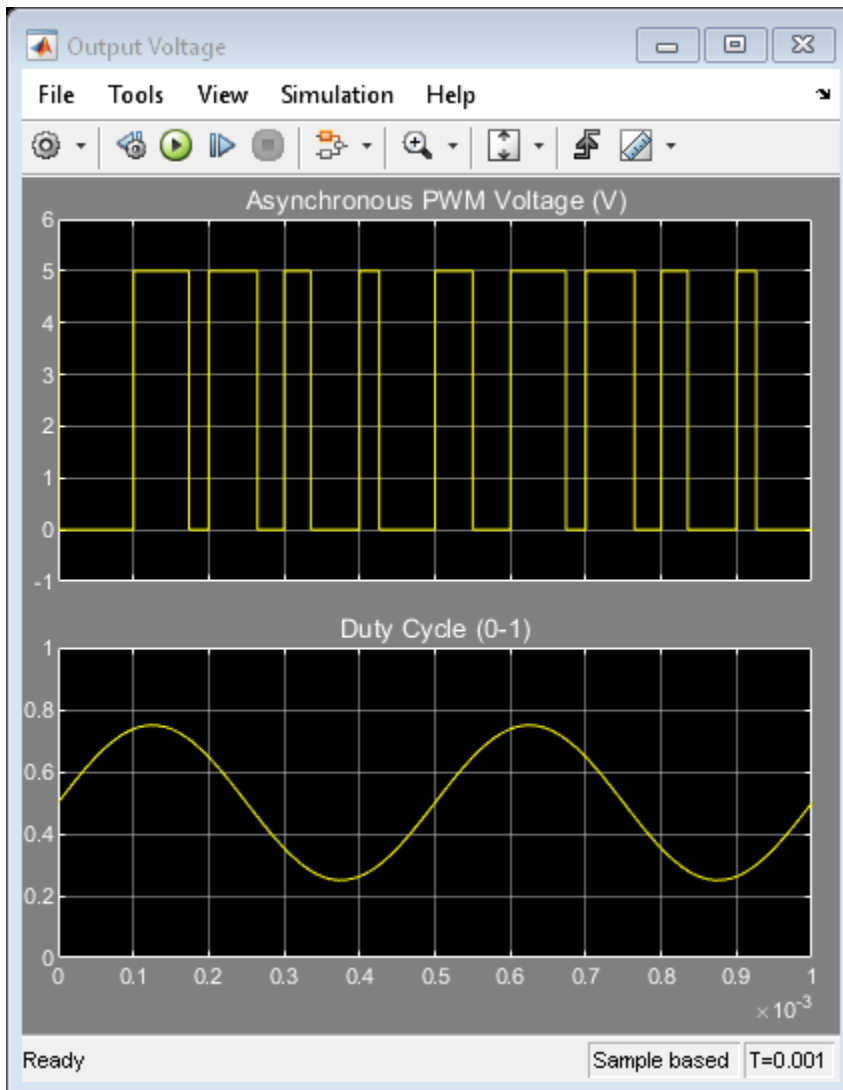 Output Voltage
File Tools View Simulation Help
Asynchronous PWM Voltage (V)
6
5
4
3
2
1
0
-1
Duty Cycle (0-1)
1
0.8
0.6
0.4
0.2
0
0 0.1 0.2 0.3 0.4 0.5 0.6 0.7 0.8 0.9 1
× 10⁻³
Ready Sample based T=0.001